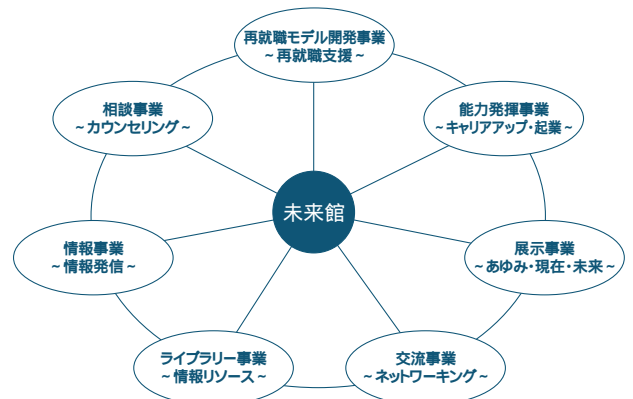 再就職モデル開発事業
~再就職支援~
相談事業
~カウンセリング~
能力発揮事業
~キャリアアップ・起業~
未来館
情報事業
~情報発信~
展示事業
~あゆみ・現在・未来~
ライブラリー事業
~情報リソース~
交流事業
~ネットワーキング~